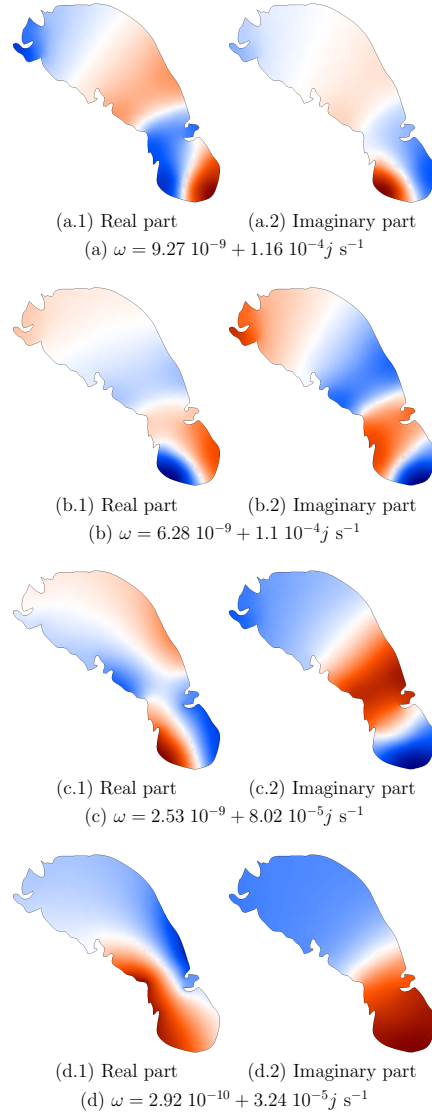 (a.1) Real part (a.2) Imaginary part
(a) ω = 9.27 10⁻⁹ + 1.16 10⁻⁴j s⁻¹
(b.1) Real part (b.2) Imaginary part
(b) ω = 6.28 10⁻⁹ + 1.1 10⁻⁴j s⁻¹
(c.1) Real part (c.2) Imaginary part
(c) ω = 2.53 10⁻⁹ + 8.02 10⁻⁵j s⁻¹
(d.1) Real part (d.2) Imaginary part
(d) ω = 2.92 10⁻¹⁰ + 3.24 10⁻⁵j s⁻¹